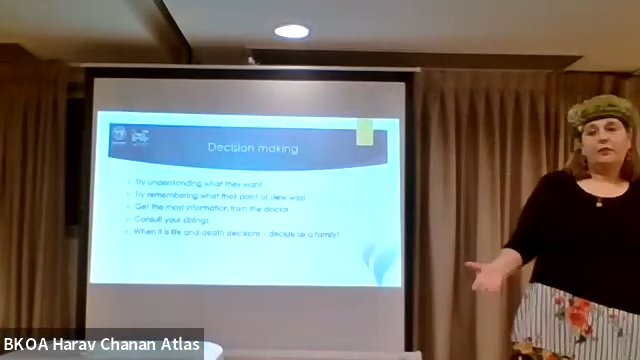 Decision making
Try understanding what they want
Try remembering what their point of view was!
Get the most information from the doctor
Consult your siblings
When it is life and death decisions - decide as a family!
BKOA Harav Chanan Atlas